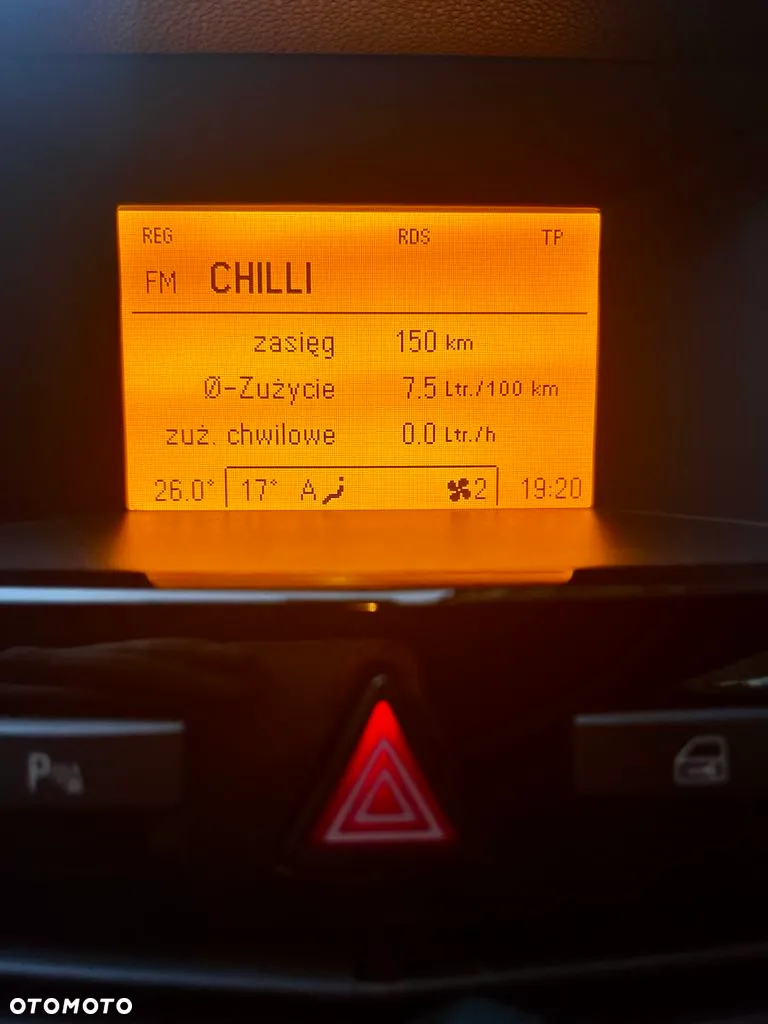 REG RDS TP
FM CHILLI
zasięg 150 km
Ø-Zużycie 7.5 Ltr./100 km
zuż. chwilowe 0.0 Ltr./h
26.0° 17° A 2 19:20
P
OTOMOTO